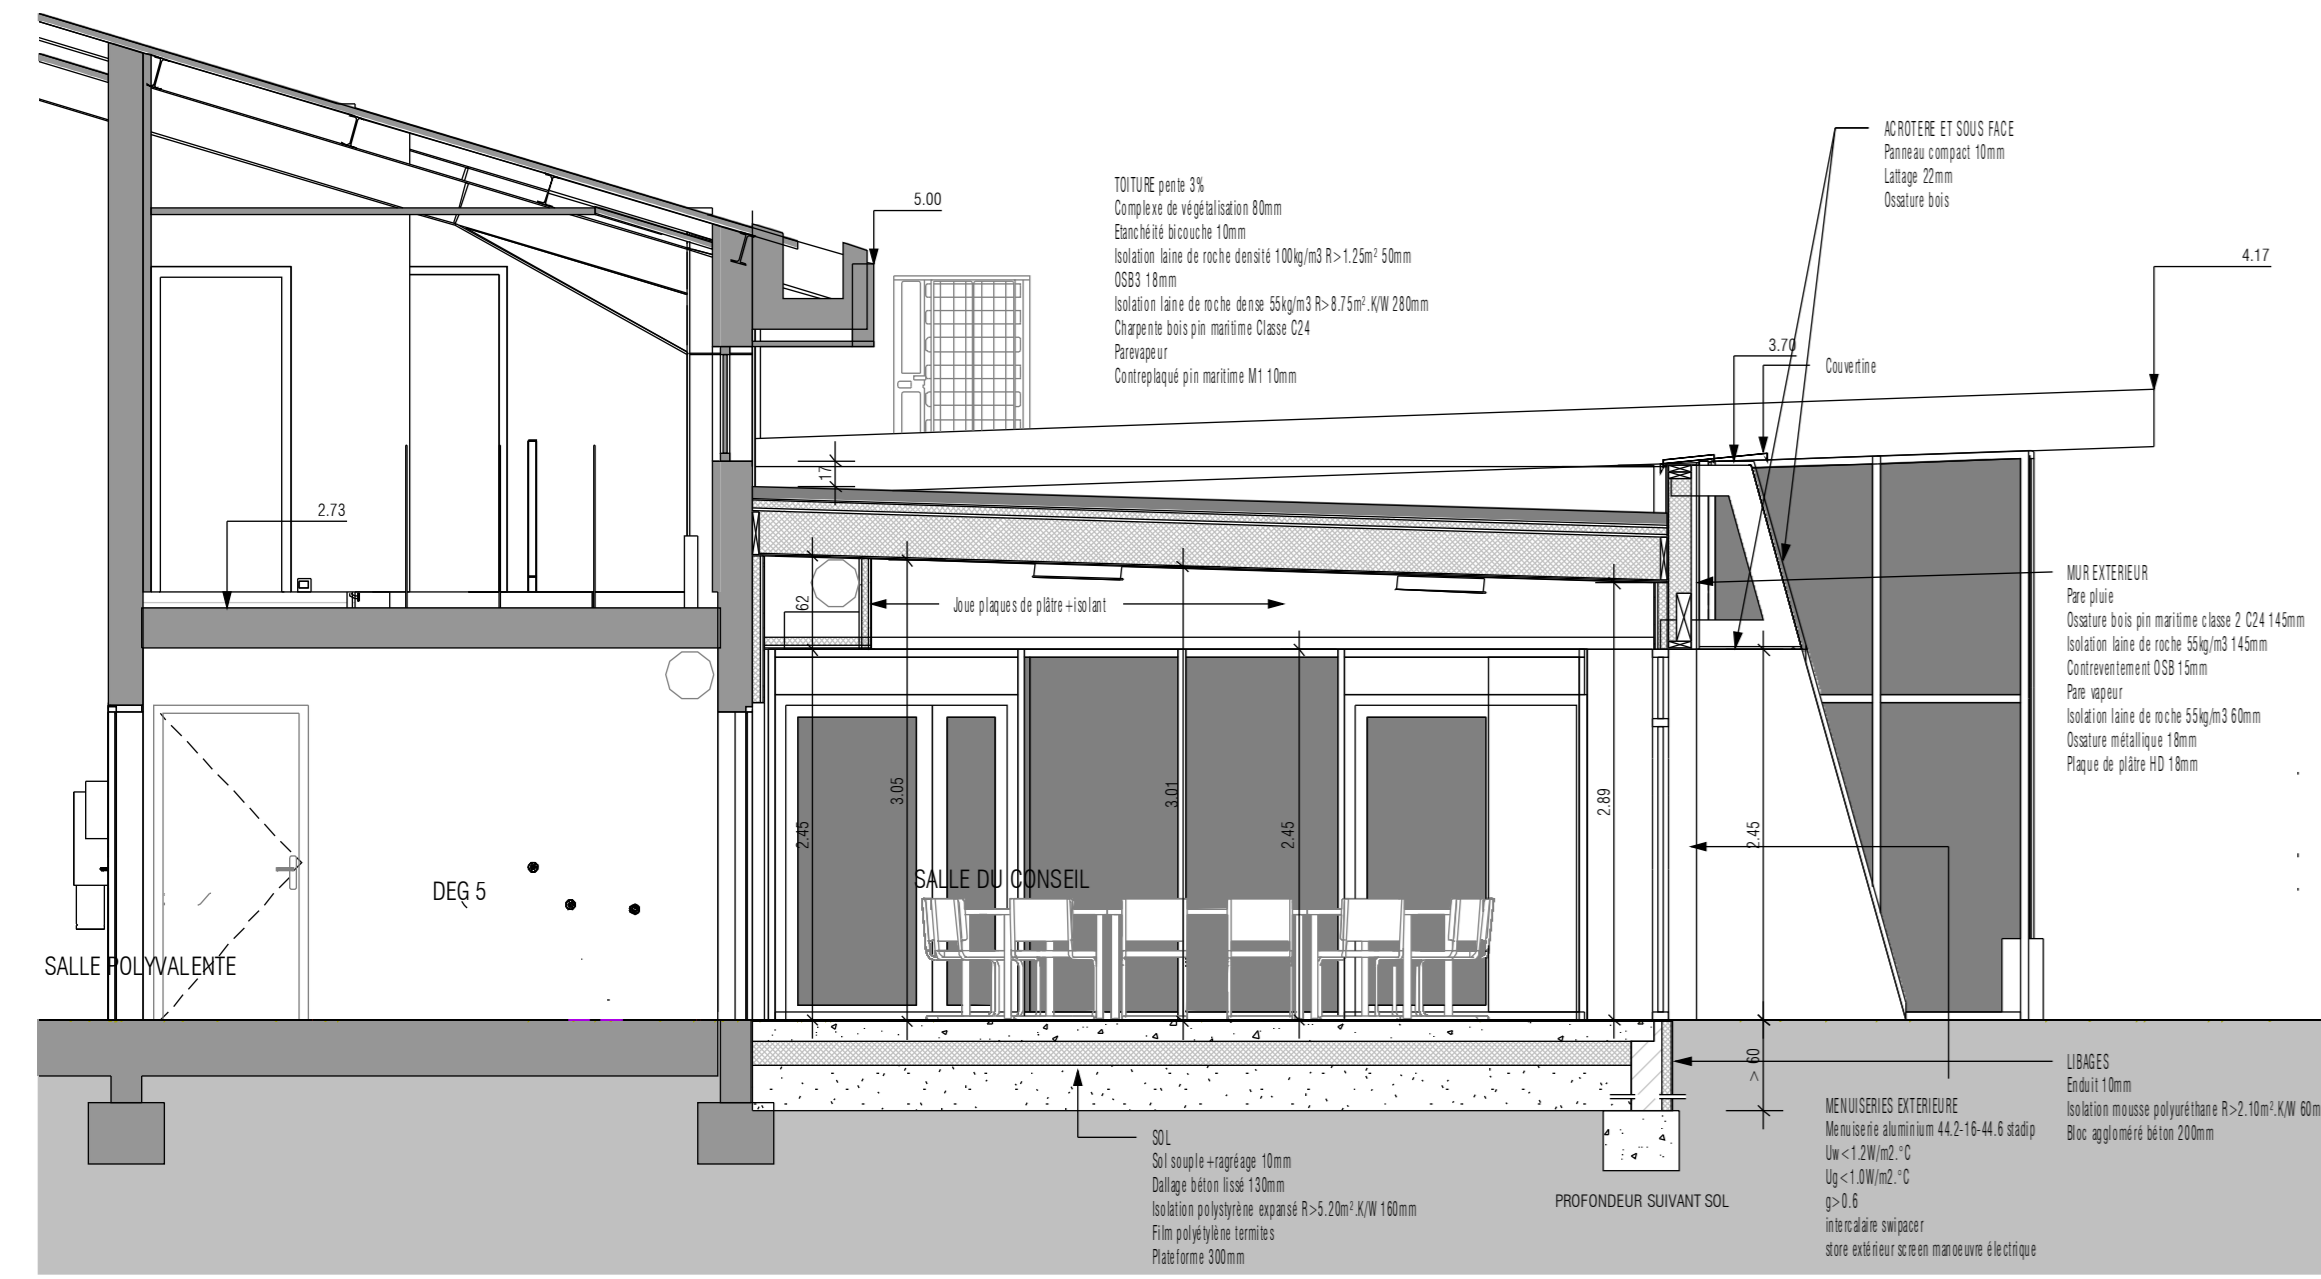 ACROTERE ET SOUS FACE
Panneau compact 10mm
Lattage 22mm
Ossature bois
TOITURE pente 3%
Complexe de végétalisation 80mm
Etanchéité bicouche 10mm
Isolation laine de roche densité 100kg/m3 R>1.25m² 50mm
OSB3 18mm
Isolation laine de roche dense 55kg/m3 R>8.75m².K/W 280mm
Charpente bois pin maritime Classe C24
Parevapeur
Contreplaqué pin maritime M1 10mm
5.00
4.17
3.70
Couvertine
17
2.73
62
Joue plaques de plâtre+isolant
MUR EXTERIEUR
Pare pluie
Ossature bois pin maritime classe 2 C24 145mm
Isolation laine de roche 55kg/m3 145mm
Contreventement OSB 15mm
Pare vapeur
Isolation laine de roche 55kg/m3 60mm
Ossature métallique 18mm
Plaque de plâtre HD 18mm
2.45
3.05
3.01
2.45
2.89
2.45
DEG 5
SALLE DU CONSEIL
SALLE POLYVALENTE
>60
LIBAGES
Enduit 10mm
Isolation mousse polyuréthane R>2.10m².K/W 60m
Bloc aggloméré béton 200mm
MENUISERIES EXTERIEURE
Menuiserie aluminium 44.2-16-44.6 stadip
Uw<1.2W/m2.°C
Ug<1.0W/m2.°C
g>0.6
intercalaire swipacer
store extérieur screen manoeuvre électrique
SOL
Sol souple+ragréage 10mm
Dallage béton lissé 130mm
Isolation polystyrène expansé R>5.20m².K/W 160mm
Film polyétylène termites
Plateforme 300mm
PROFONDEUR SUIVANT SOL